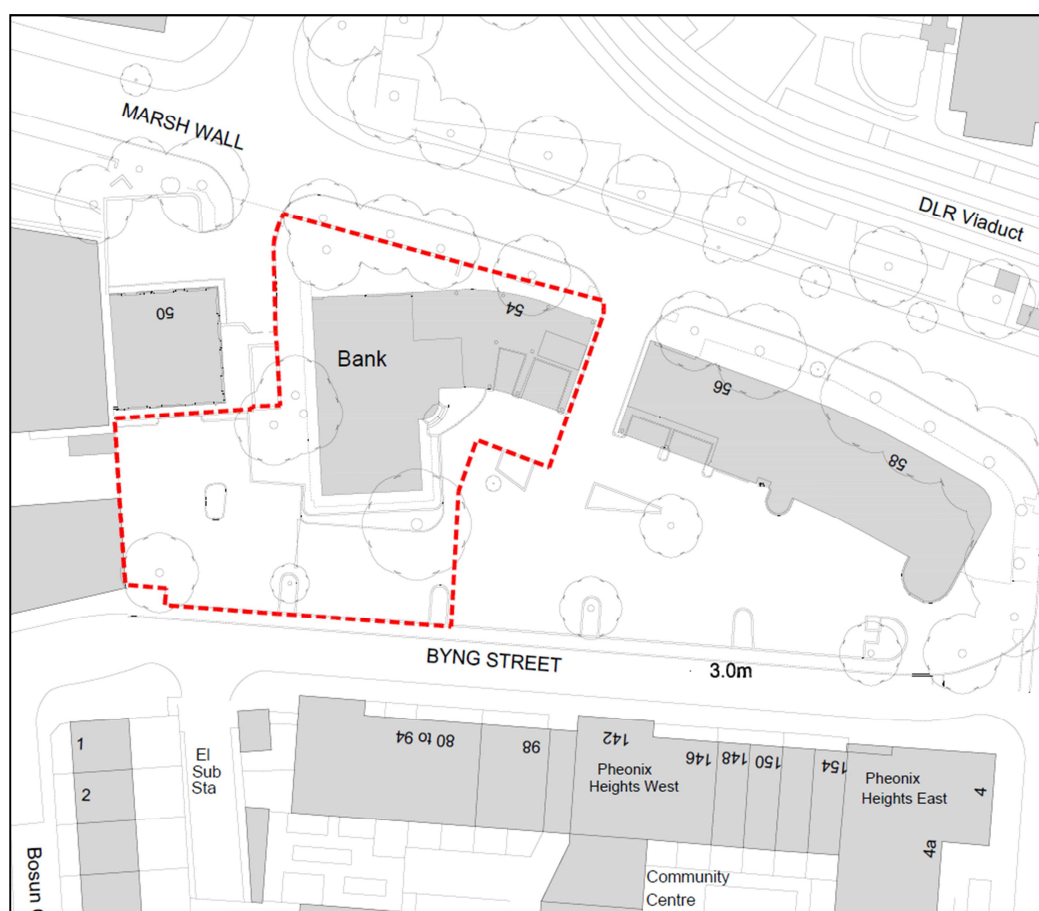 MARSH WALL
DLR Viaduct
50
54
Bank
56
58
BYNG STREET
3.0m
1
2
El
Sub
Sta
80 to 94
98
142
146
148
150
154
Pheonix
Heights West
Pheonix
Heights East
4
4a
Community
Centre
Bosun